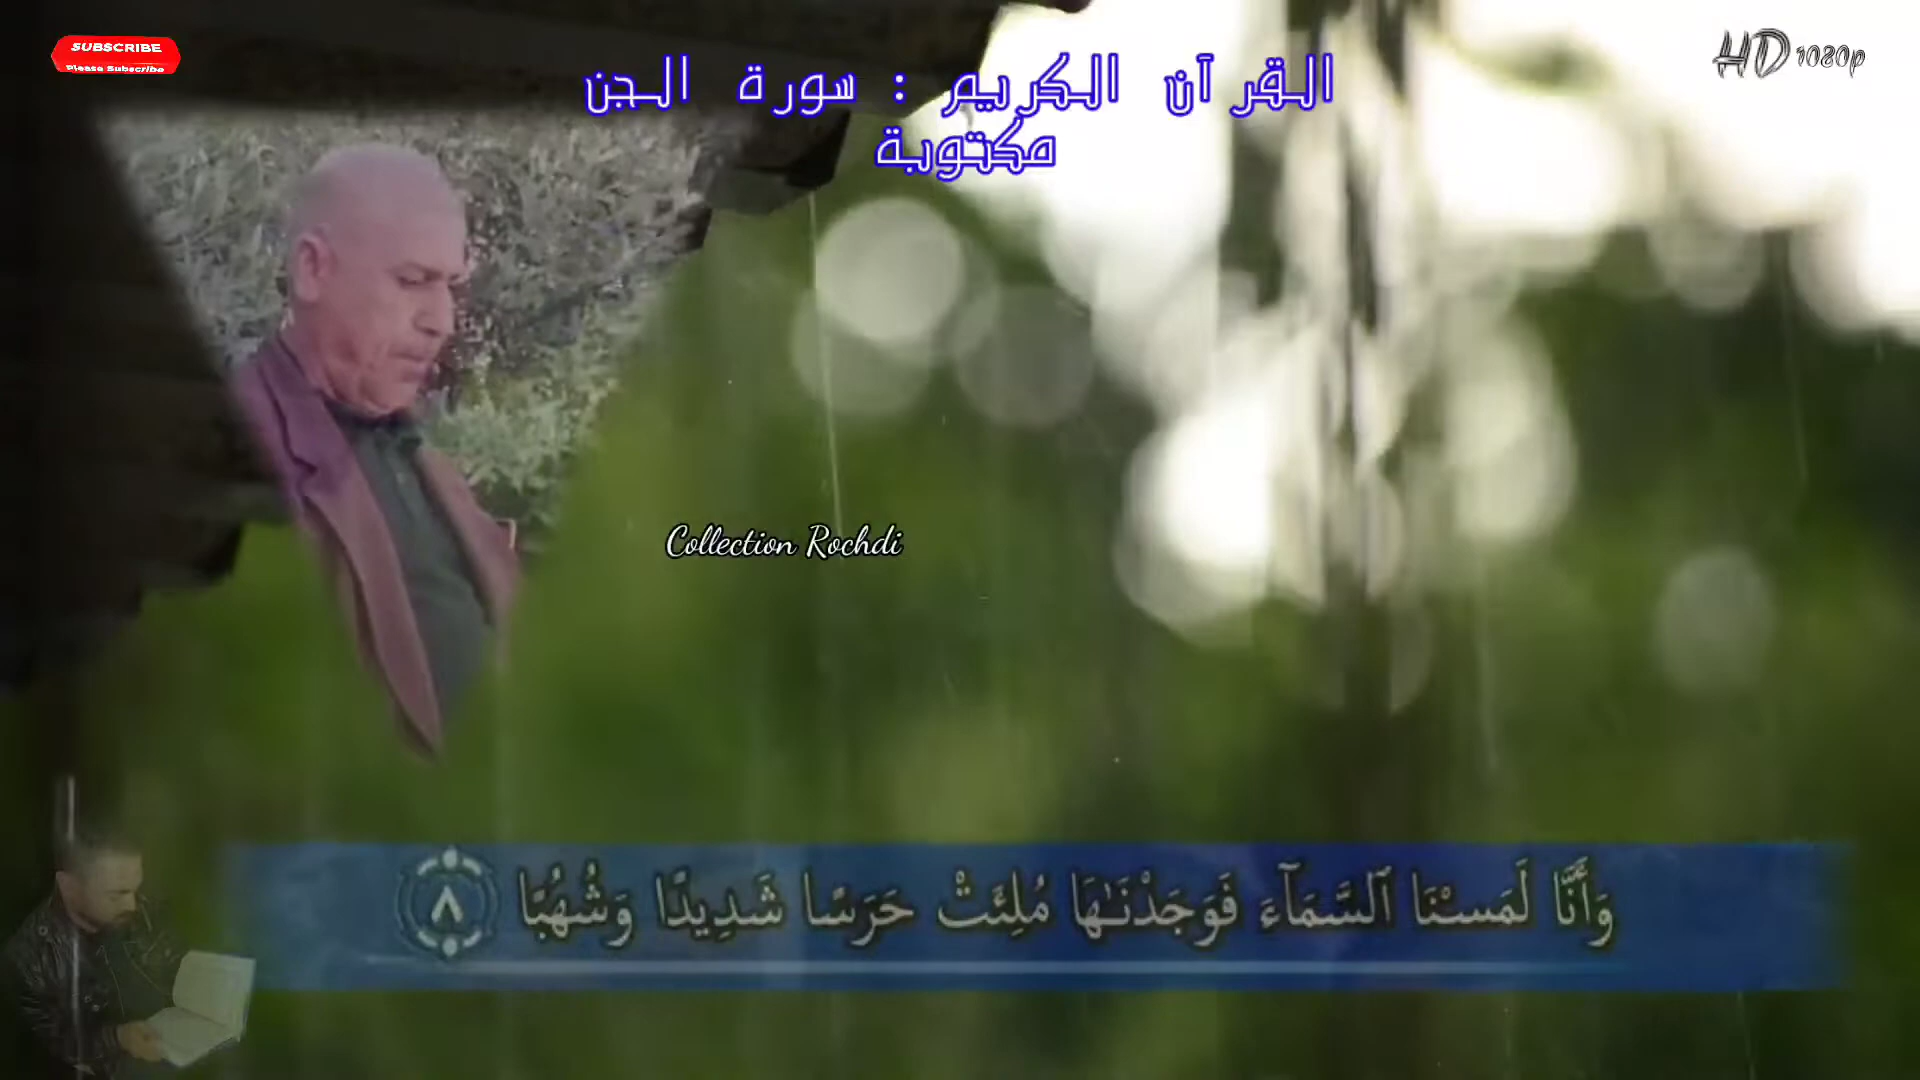 SUBSCRIBE
Please Subscribe
HD 1080p
القرآن الكريم : سورة الجن
مكتوبة
Collection Rochdi
وَأَنَّا لَمَسْنَا ٱلسَّمَآءَ فَوَجَدْنَٰهَا مُلِئَتْ حَرَسًا شَدِيدًا وَشُهُبًا ٨